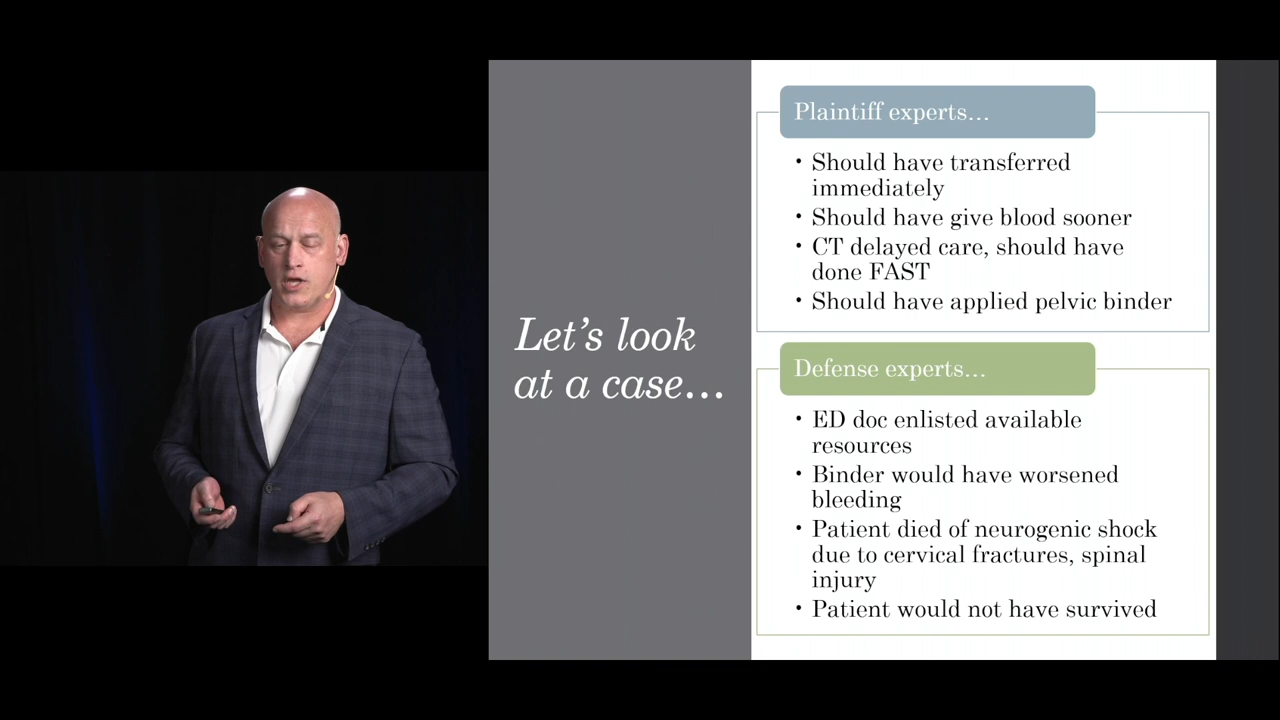 Let's look
at a case...
Plaintiff experts...
• Should have transferred
immediately
• Should have give blood sooner
• CT delayed care, should have
done FAST
• Should have applied pelvic binder
Defense experts...
• ED doc enlisted available
resources
• Binder would have worsened
bleeding
• Patient died of neurogenic shock
due to cervical fractures, spinal
injury
• Patient would not have survived